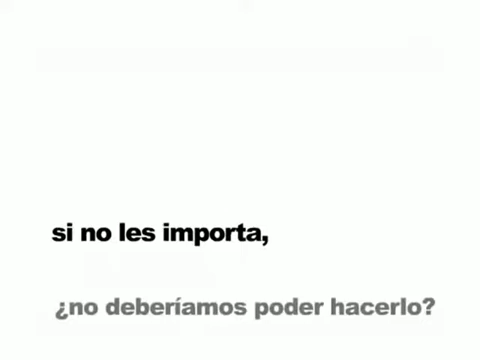 si no les importa,
¿no deberíamos poder hacerlo?